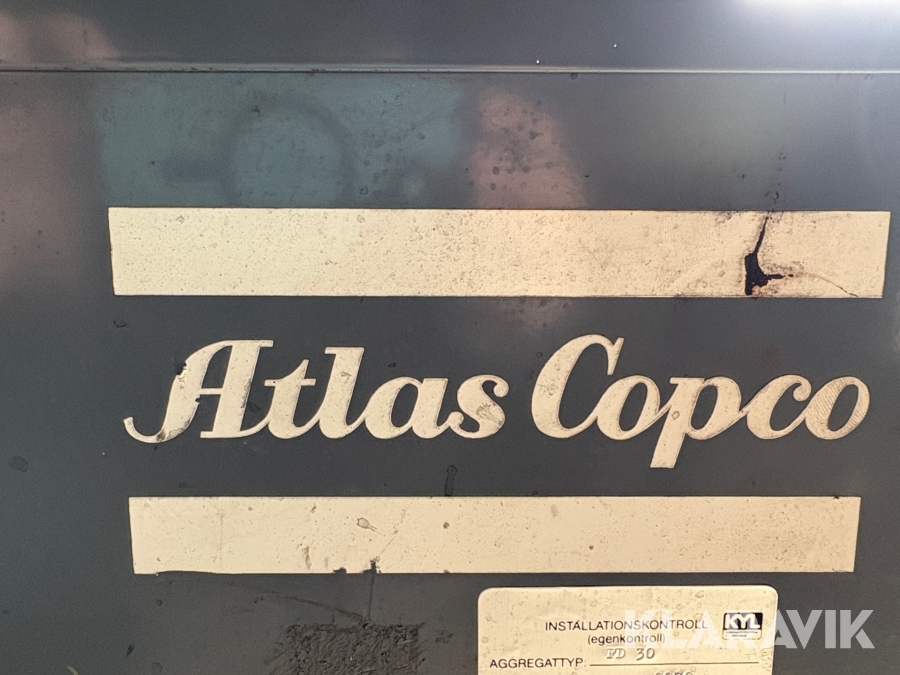 Atlas Copco
INSTALLATIONSKONTROLL
(egenkontroll)
KYL
AGGREGATTYP: FD 30
KLARAVIK